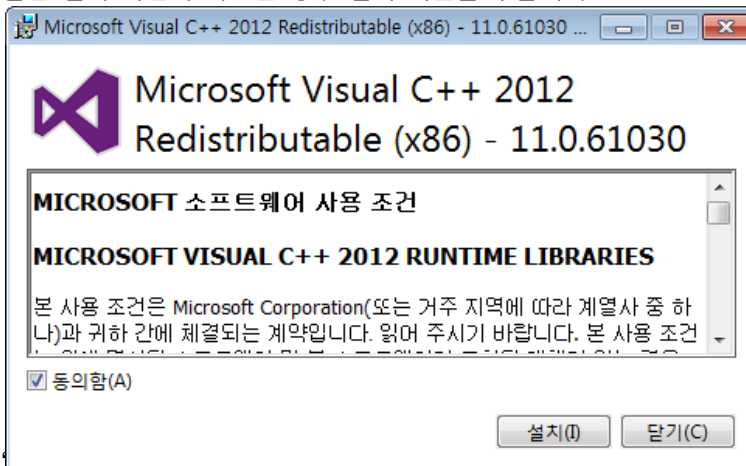 Microsoft Visual C++ 2012 Redistributable (x86) - 11.0.61030 ...
Microsoft Visual C++ 2012
Redistributable (x86) - 11.0.61030
MICROSOFT 소프트웨어 사용 조건
MICROSOFT VISUAL C++ 2012 RUNTIME LIBRARIES
본 사용 조건은 Microsoft Corporation(또는 거주 지역에 따라 계열사 중 하
나)과 귀하 간에 체결되는 계약입니다. 읽어 주시기 바랍니다. 본 사용 조건
동의함(A)
설치(I)
닫기(C)